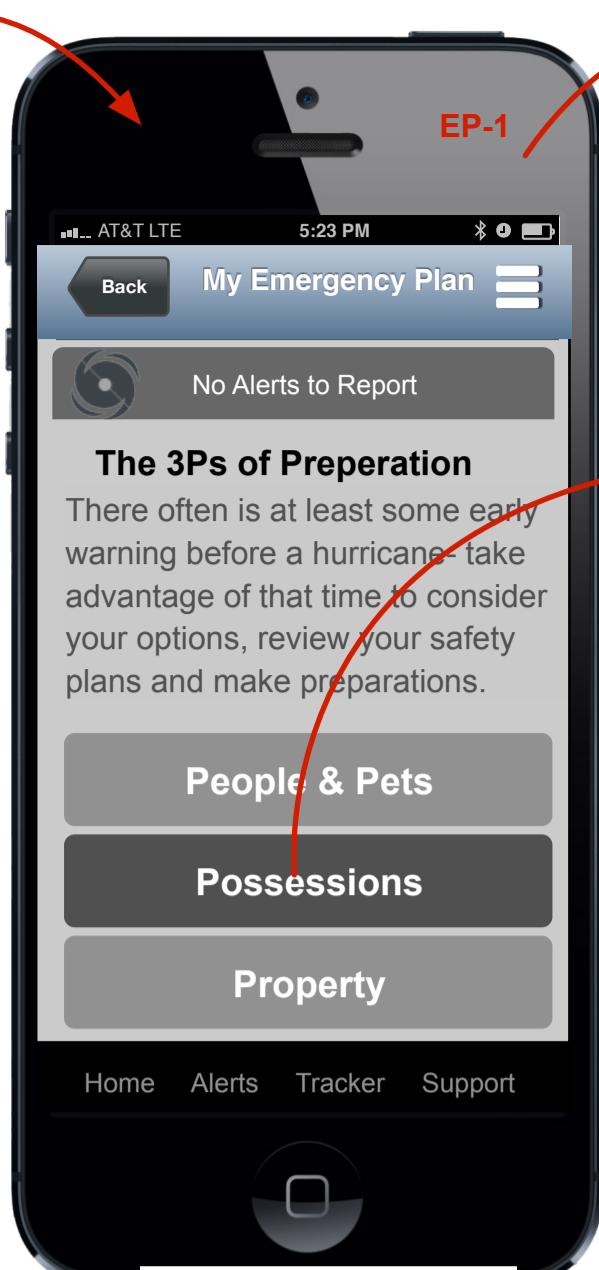 EP-1
AT&T LTE 5:23 PM
Back My Emergency Plan
No Alerts to Report
The 3Ps of Preperation
There often is at least some early
warning before a hurricane- take
advantage of that time to consider
your options, review your safety
plans and make preparations.
People & Pets
Possessions
Property
Home Alerts Tracker Support